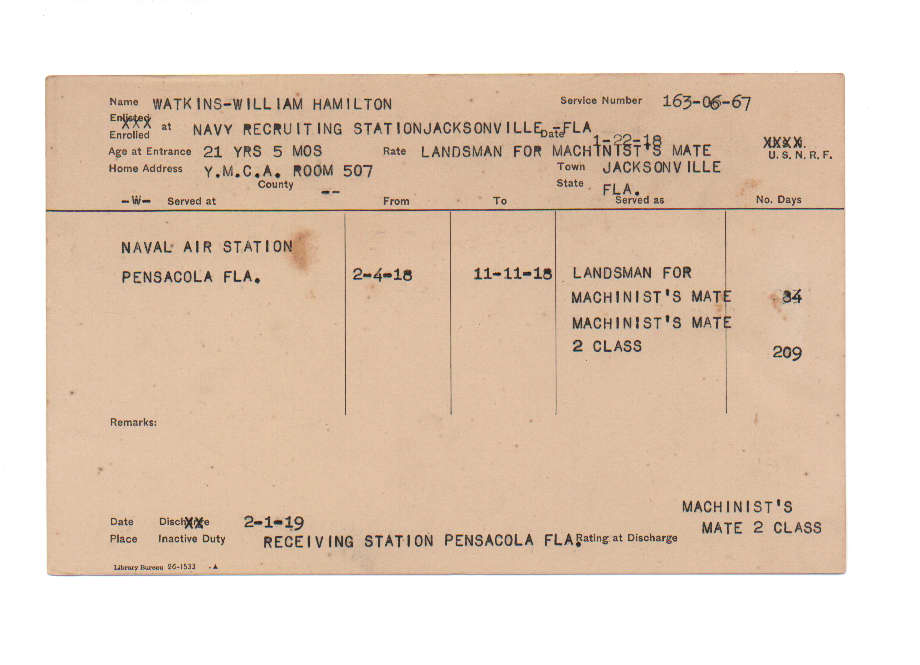 Name WATKINS-WILLIAM HAMILTON Service Number 163-06-67
Enlisted
Enrolled XXX at NAVY RECRUITING STATIONJACKSONVILLE -FLA Date 1-22-18
Age at Entrance 21 YRS 5 MOS Rate LANDSMAN FOR MACHINIST'S MATE XXXX. U. S. N. R. F.
Home Address Y.M.C.A. ROOM 507 Town JACKSONVILLE
County -- State FLA.
-W- Served at From To Served as No. Days
NAVAL AIR STATION
PENSACOLA FLA. 2-4-18 11-11-18 LANDSMAN FOR
MACHINIST'S MATE 84
MACHINIST'S MATE
2 CLASS 209
Remarks:
MACHINIST'S
Date DischXXe 2-1-19 MATE 2 CLASS
Place Inactive Duty RECEIVING STATION PENSACOLA FLA. Rating at Discharge
Library Bureau 26-1533 -A